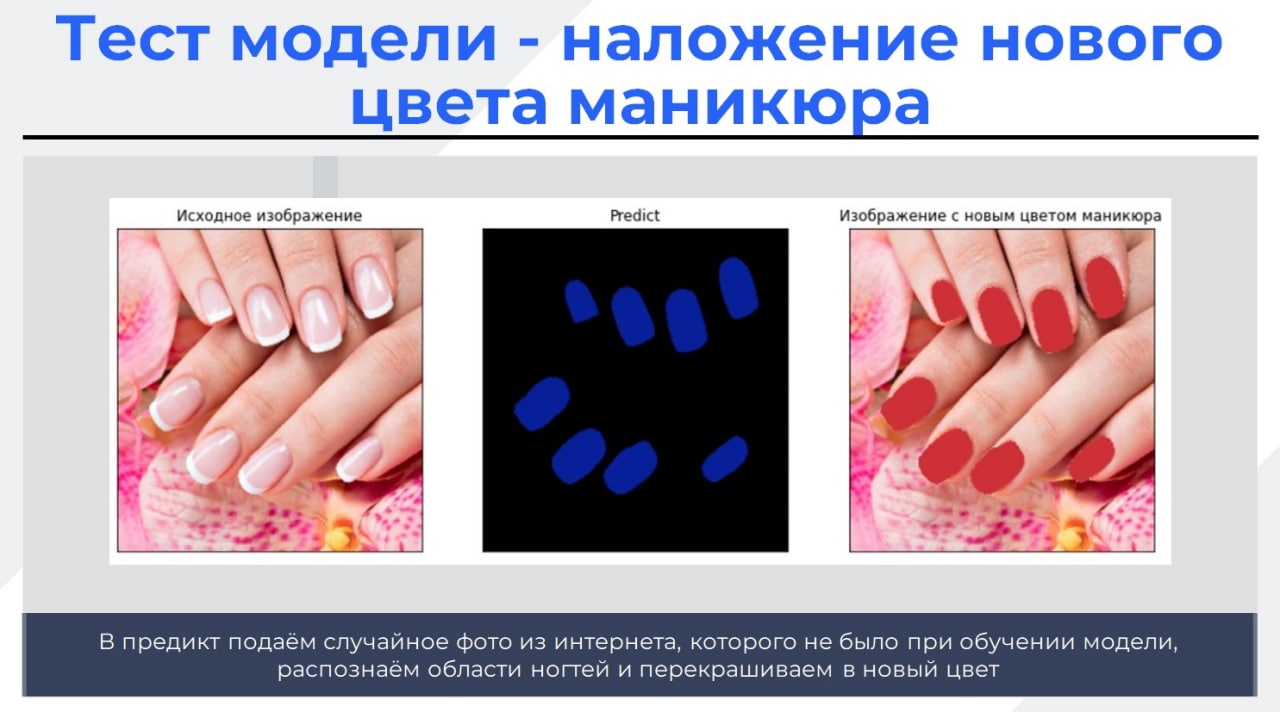 Тест модели - наложение нового
цвета маникюра
Исходное изображение
Predict
Изображение с новым цветом маникюра
В предикт подаём случайное фото из интернета, которого не было при обучении модели,
распознаём области ногтей и перекрашиваем в новый цвет